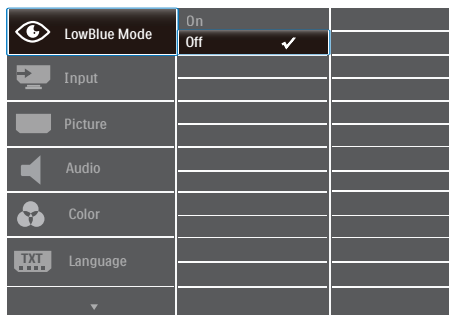 LowBlue Mode
On
Off
Input
Picture
Audio
Color
TXT
Language